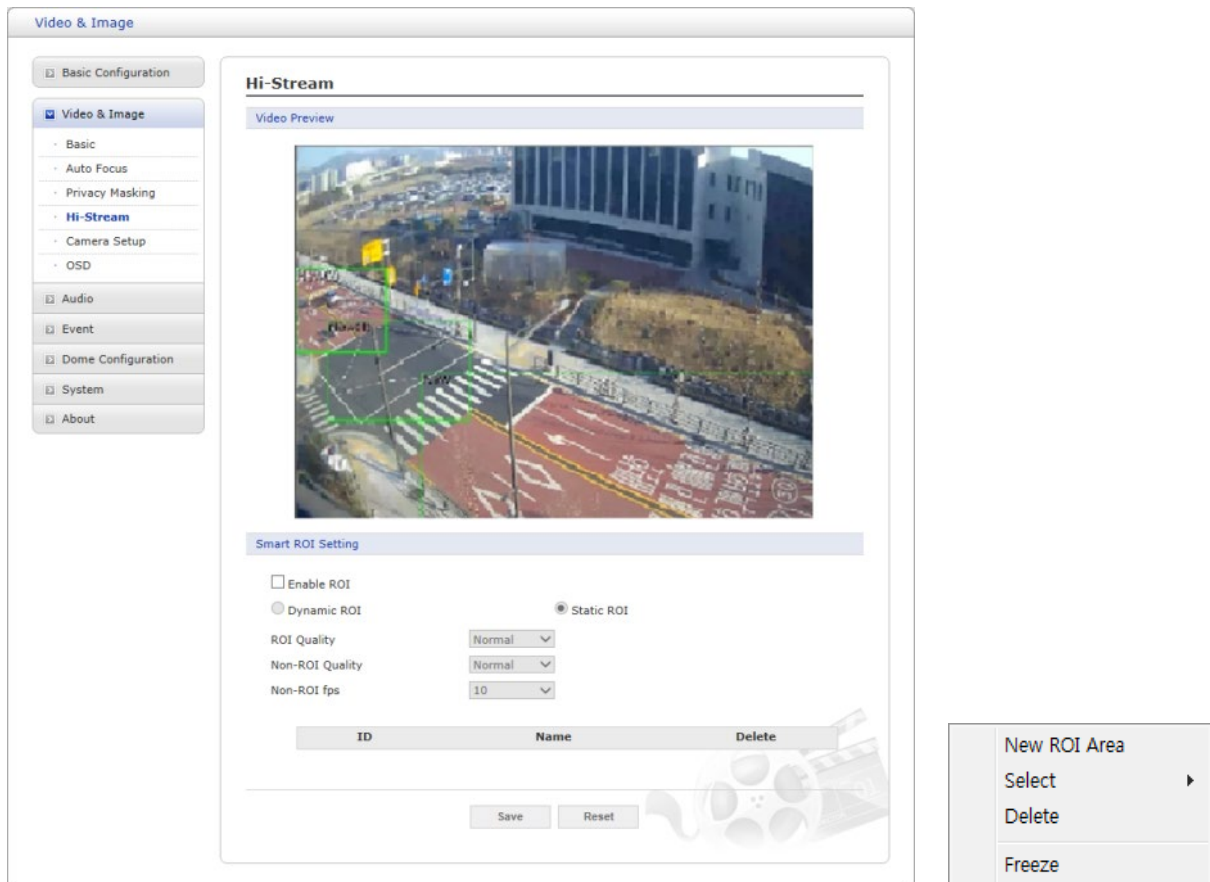 Video & Image
Basic Configuration
Video & Image
Basic
Auto Focus
Privacy Masking
Hi-Stream
Camera Setup
OSD
Audio
Event
Dome Configuration
System
About
Hi-Stream
Video Preview
Smart ROI Setting
Enable ROI
Dynamic ROI
Static ROI
ROI Quality Normal
Non-ROI Quality Normal
Non-ROI fps 10
ID Name Delete
Save Reset
New ROI Area
Select
Delete
Freeze